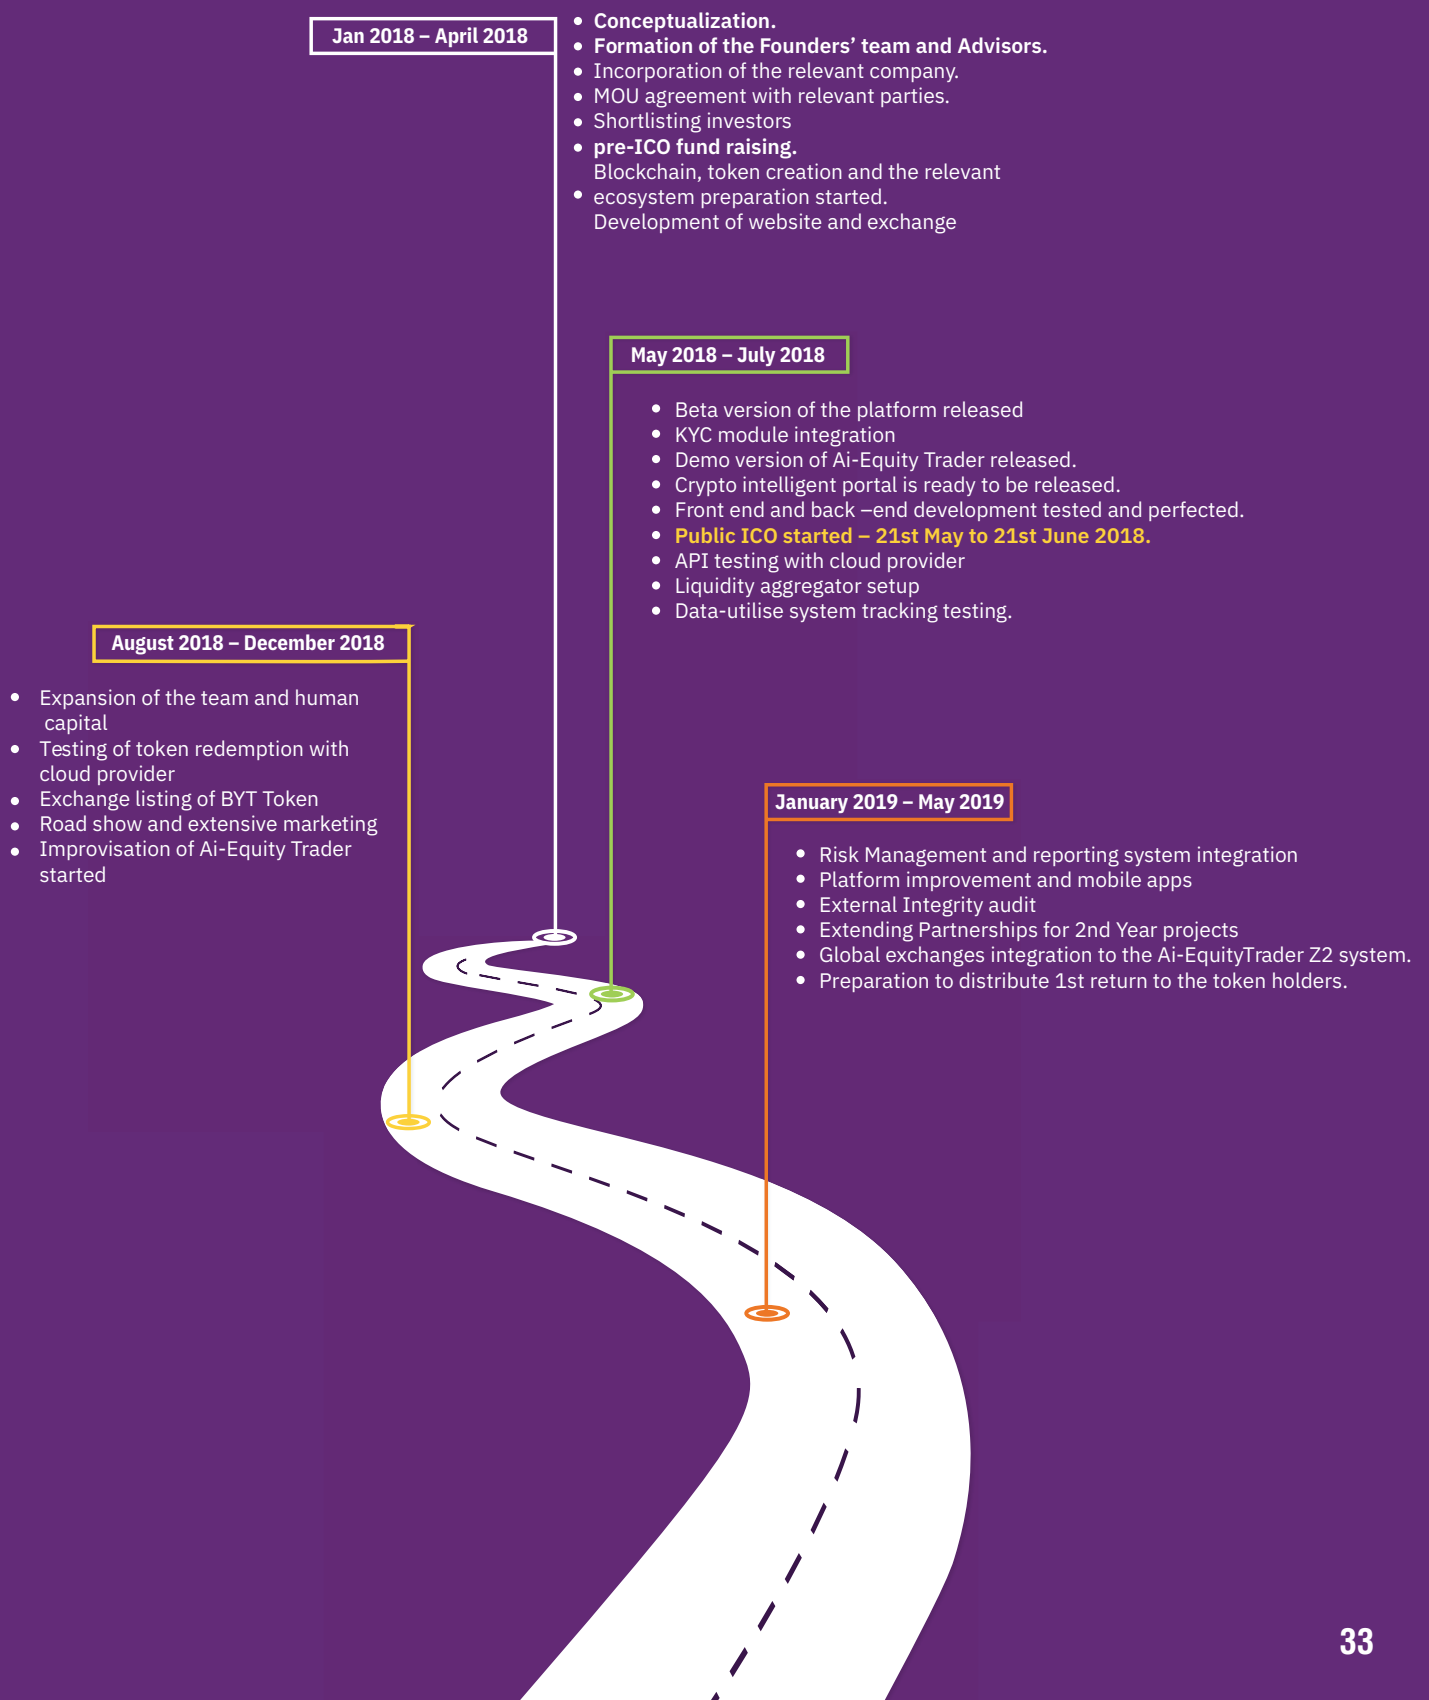 Jan 2018 – April 2018
Conceptualization.
Formation of the Founders’ team and Advisors.
Incorporation of the relevant company.
MOU agreement with relevant parties.
Shortlisting investors
pre-ICO fund raising.
Blockchain, token creation and the relevant
ecosystem preparation started.
Development of website and exchange
May 2018 – July 2018
Beta version of the platform released
KYC module integration
Demo version of Ai-Equity Trader released.
Crypto intelligent portal is ready to be released.
Front end and back –end development tested and perfected.
Public ICO started – 21st May to 21st June 2018.
API testing with cloud provider
Liquidity aggregator setup
Data-utilise system tracking testing.
August 2018 – December 2018
Expansion of the team and human
capital
Testing of token redemption with
cloud provider
Exchange listing of BYT Token
Road show and extensive marketing
Improvisation of Ai-Equity Trader
started
January 2019 – May 2019
Risk Management and reporting system integration
Platform improvement and mobile apps
External Integrity audit
Extending Partnerships for 2nd Year projects
Global exchanges integration to the Ai-EquityTrader Z2 system.
Preparation to distribute 1st return to the token holders.
33